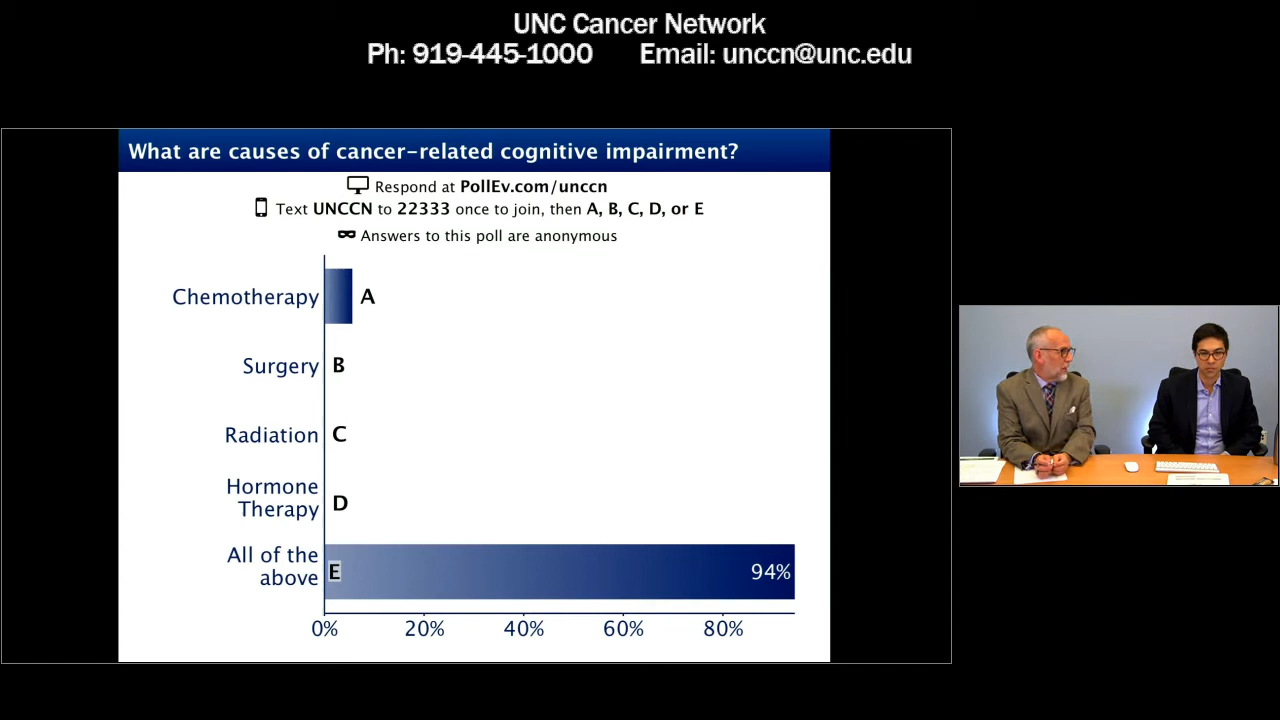 UNC Cancer Network
Ph: 919-445-1000 Email: unccn@unc.edu
What are causes of cancer-related cognitive impairment?
Respond at PollEv.com/unccn
Text UNCCN to 22333 once to join, then A, B, C, D, or E
Answers to this poll are anonymous
Chemotherapy A
Surgery B
Radiation C
Hormone
Therapy D
All of the
above E 94%
0% 20% 40% 60% 80%